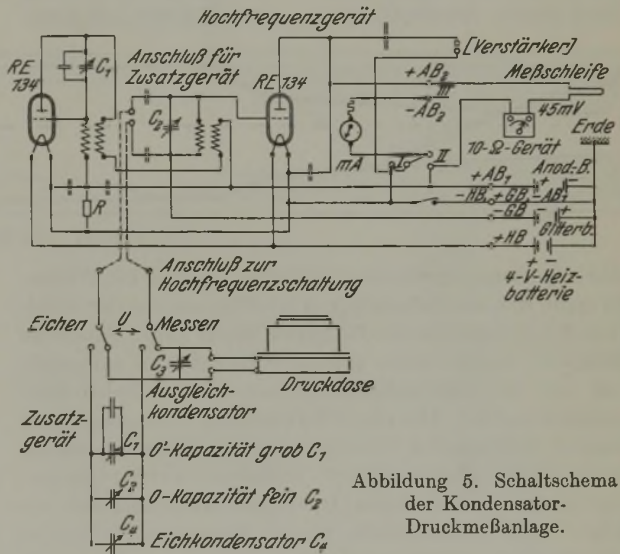 Hochfrequenzgerät
[Verstärker]
RE 134
C1
Anschluß für
Zusatzgerät
C2
RE 134
+AB2
III
-AB2
Meßschleife
45mV
Erde
mA
10-Ω-Gerät
I
II
+AB1
Anod.-B.
+ -
-HB, +GB, -AB1
-GB
- +
Gitterb.
+HB
+ -
4-V-Heiz-
batterie
R
Anschluß zur
Hochfrequenzschaltung
Eichen
U
Messen
C3
Ausgleich-
kondensator
Druckdose
Zusatz-
gerät
C1
0'-Kapazität grob C1
C2
0-Kapazität fein C2
C4
Eichkondensator C4
Abbildung 5. Schaltschema
der Kondensator-
Druckmeßanlage.